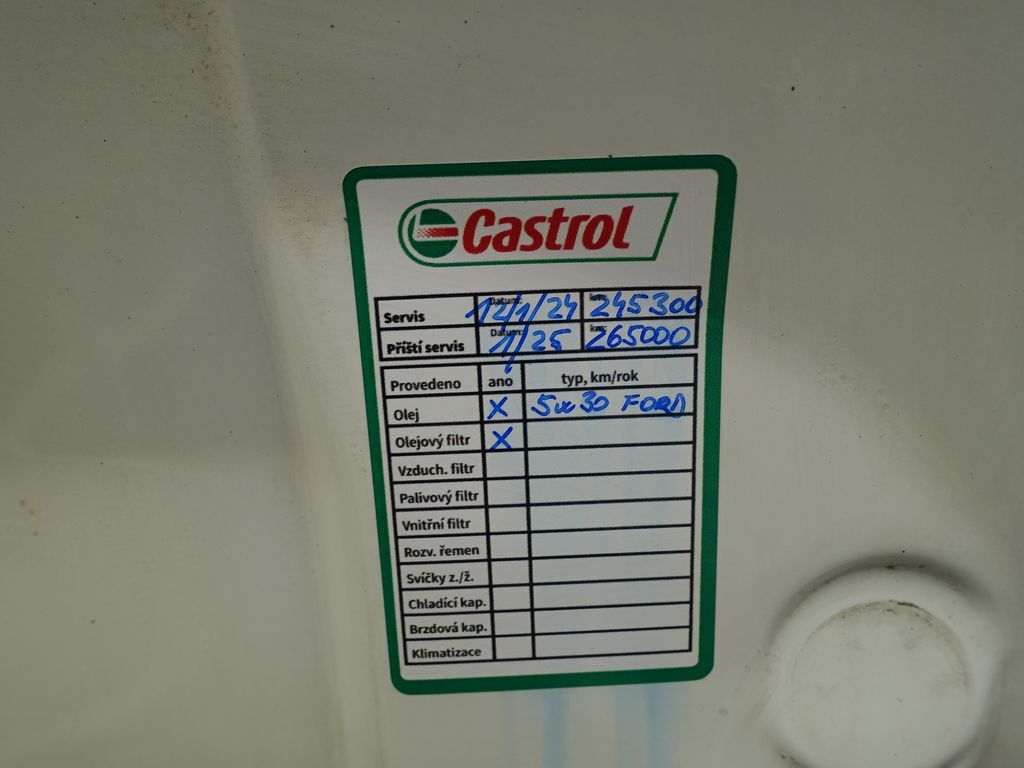 Castrol
Servis Datum: 12/1/24 km: 245300
Příští servis Datum: 1/25 km: 265000
Provedeno ano typ, km/rok
Olej X 5w30 FORD
Olejový filtr X
Vzduch. filtr
Palivový filtr
Vnitřní filtr
Rozv. řemen
Svíčky z./ž.
Chladící kap.
Brzdová kap.
Klimatizace